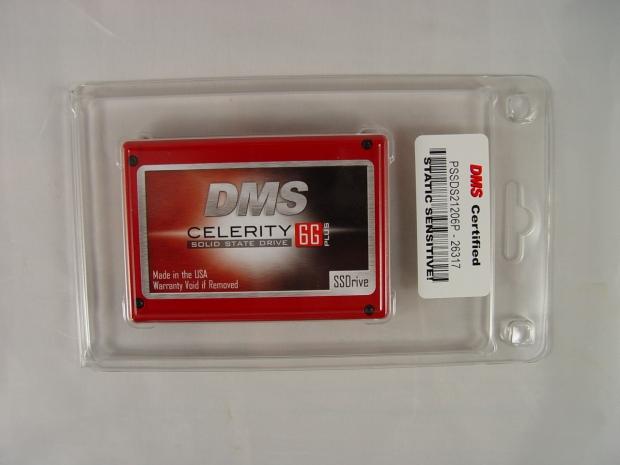 DMS
CELERITY 6G PLUS
SOLID STATE DRIVE
Made in the USA
Warranty Void if Removed
SSDrive
DMS Certified
PSSDS21206P - 26317
STATIC SENSITIVE!